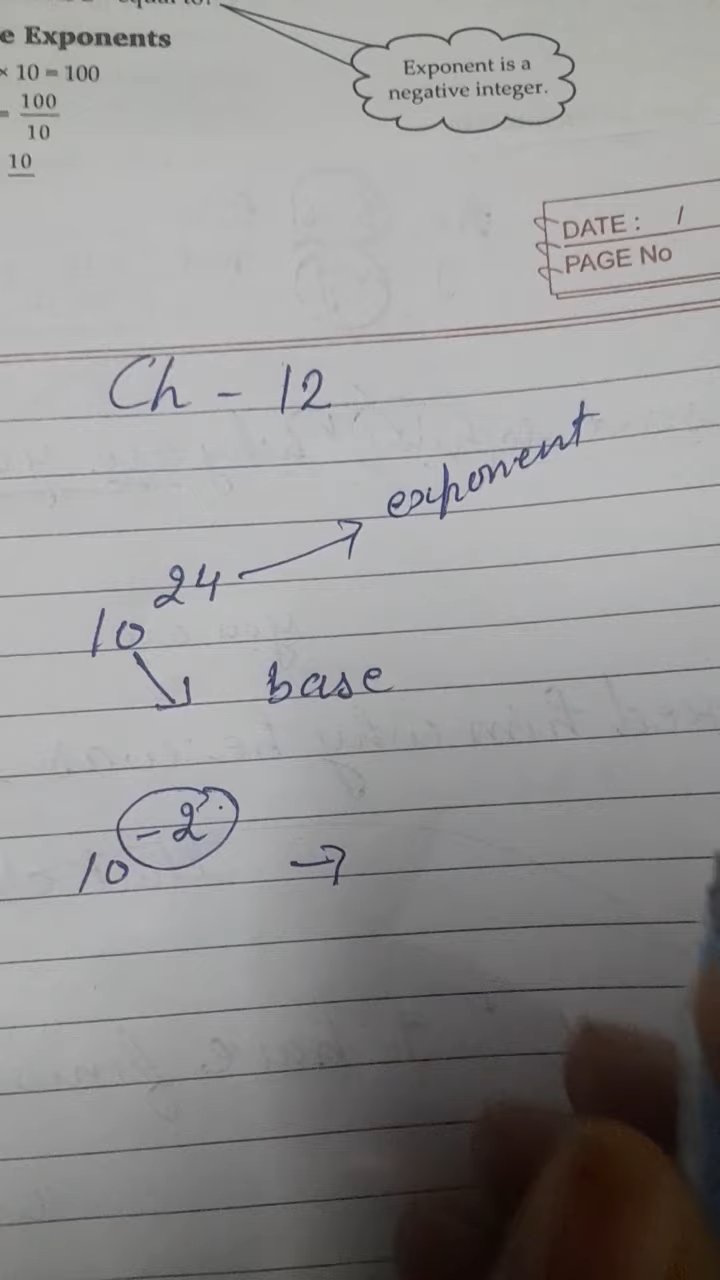 e Exponents
× 10 = 100
= 100
10
10
Exponent is a
negative integer.
DATE : /
PAGE No
Ch - 12
exponent
10^24
base
10^-2 →